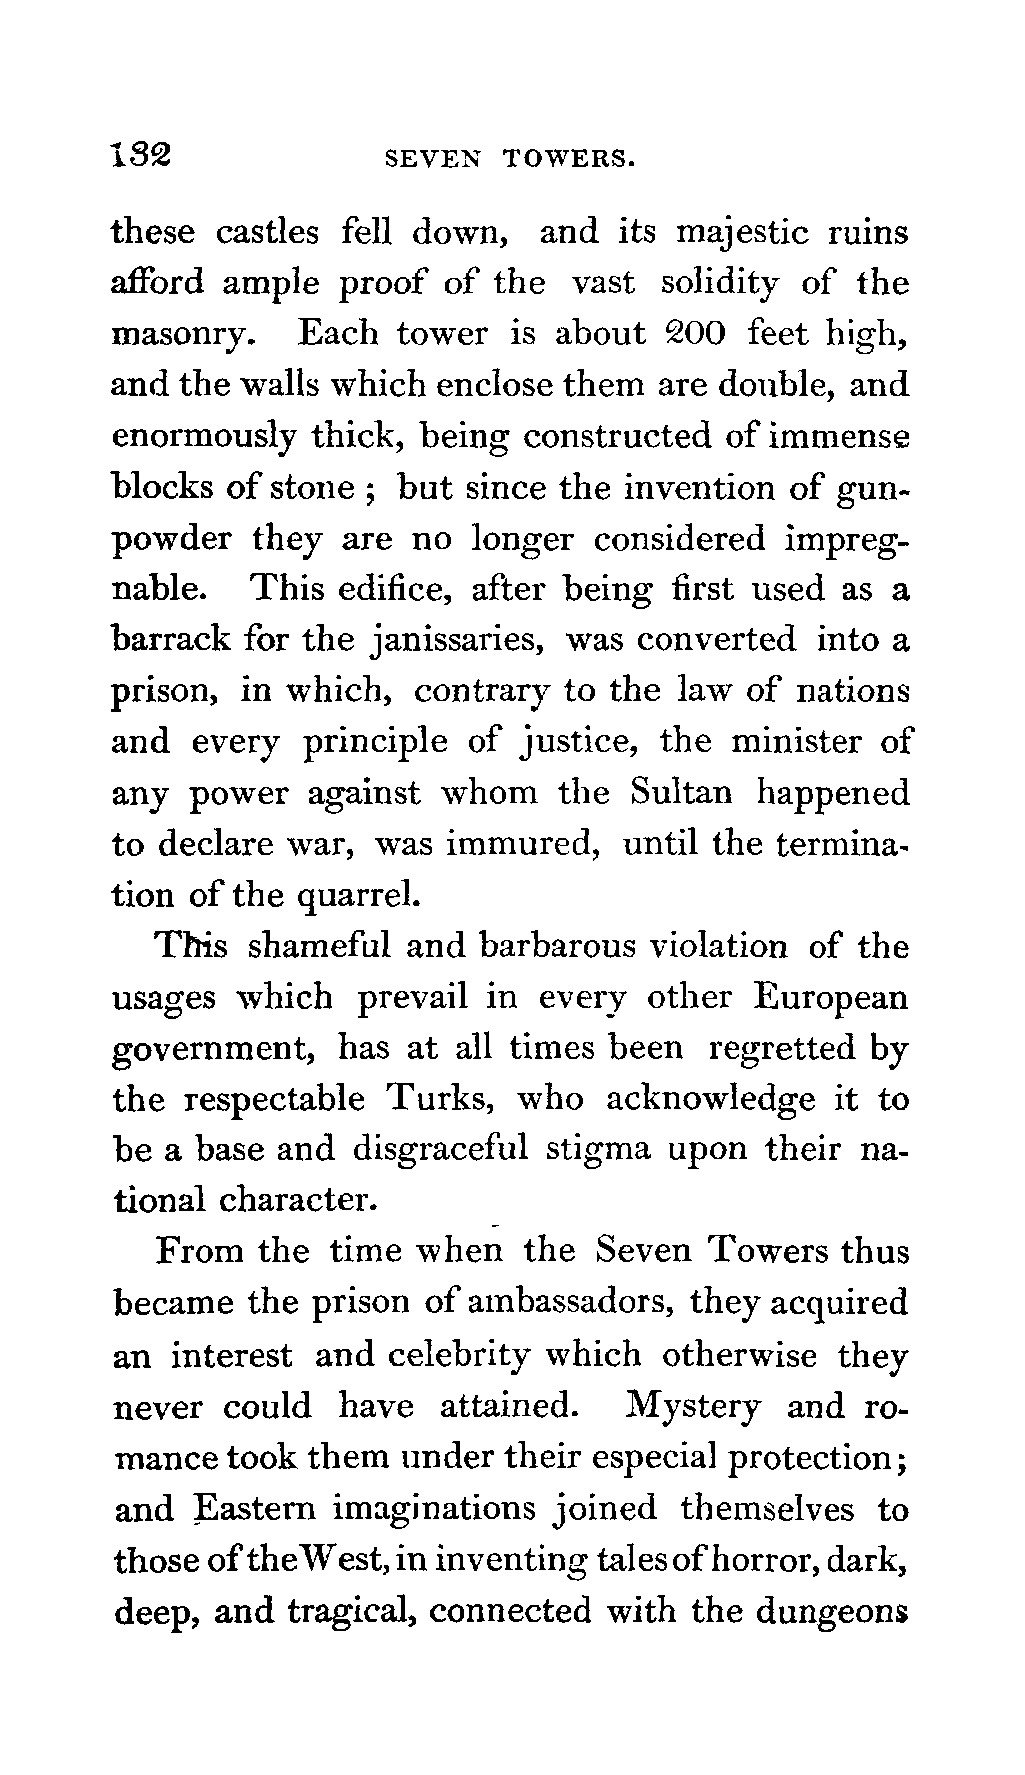 132 SEVEN TOWERS.
these castles fell down, and its majestic ruins
afford ample proof of the vast solidity of the
masonry. Each tower is about 200 feet high,
and the walls which enclose them are double, and
enormously thick, being constructed of immense
blocks of stone ; but since the invention of gun-
powder they are no longer considered impreg-
nable. This edifice, after being first used as a
barrack for the janissaries, was converted into a
prison, in which, contrary to the law of nations
and every principle of justice, the minister of
any power against whom the Sultan happened
to declare war, was immured, until the termina-
tion of the quarrel.
This shameful and barbarous violation of the
usages which prevail in every other European
government, has at all times been regretted by
the respectable Turks, who acknowledge it to
be a base and disgraceful stigma upon their na-
tional character.
From the time when the Seven Towers thus
became the prison of ambassadors, they acquired
an interest and celebrity which otherwise they
never could have attained. Mystery and ro-
mance took them under their especial protection;
and Eastern imaginations joined themselves to
those of the West, in inventing tales of horror, dark,
deep, and tragical, connected with the dungeons